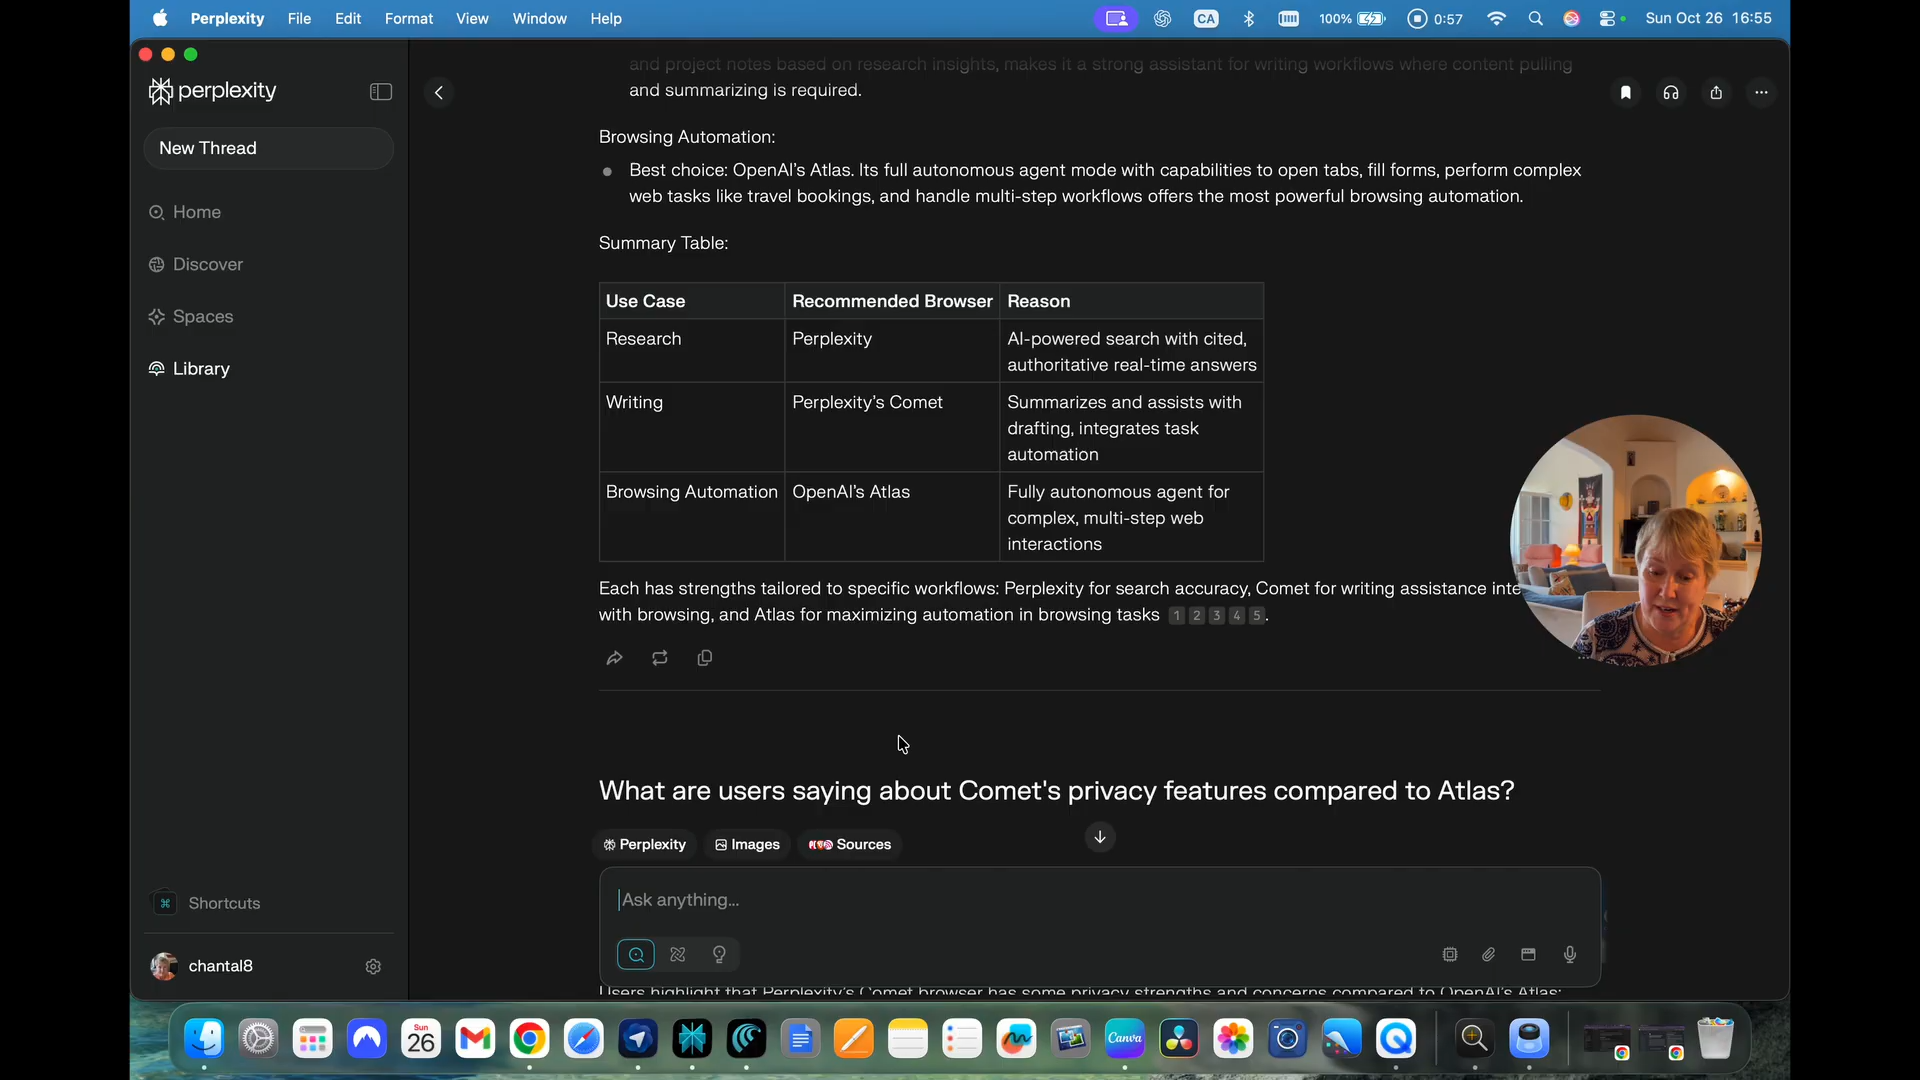 Perplexity File Edit Format View Window Help CA 100% 0:57 Sun Oct 26 16:55
perplexity
New Thread
Home
Discover
Spaces
Library
Shortcuts
chantal8
and project notes based on research insights, makes it a strong assistant for writing workflows where content pulling
and summarizing is required.
Browsing Automation:
Best choice: OpenAI's Atlas. Its full autonomous agent mode with capabilities to open tabs, fill forms, perform complex
web tasks like travel bookings, and handle multi-step workflows offers the most powerful browsing automation.
Summary Table:
Use Case Recommended Browser Reason
Research Perplexity AI-powered search with cited,
authoritative real-time answers
Writing Perplexity's Comet Summarizes and assists with
drafting, integrates task
automation
Browsing Automation OpenAI's Atlas Fully autonomous agent for
complex, multi-step web
interactions
Each has strengths tailored to specific workflows: Perplexity for search accuracy, Comet for writing assistance inte
with browsing, and Atlas for maximizing automation in browsing tasks 1 2 3 4 5.
What are users saying about Comet's privacy features compared to Atlas?
Perplexity Images Sources
Ask anything...
Users highlight that Perplexity's Comet browser has some privacy strengths and concerns compared to OpenAI's Atlas:
Sun
26
Canva